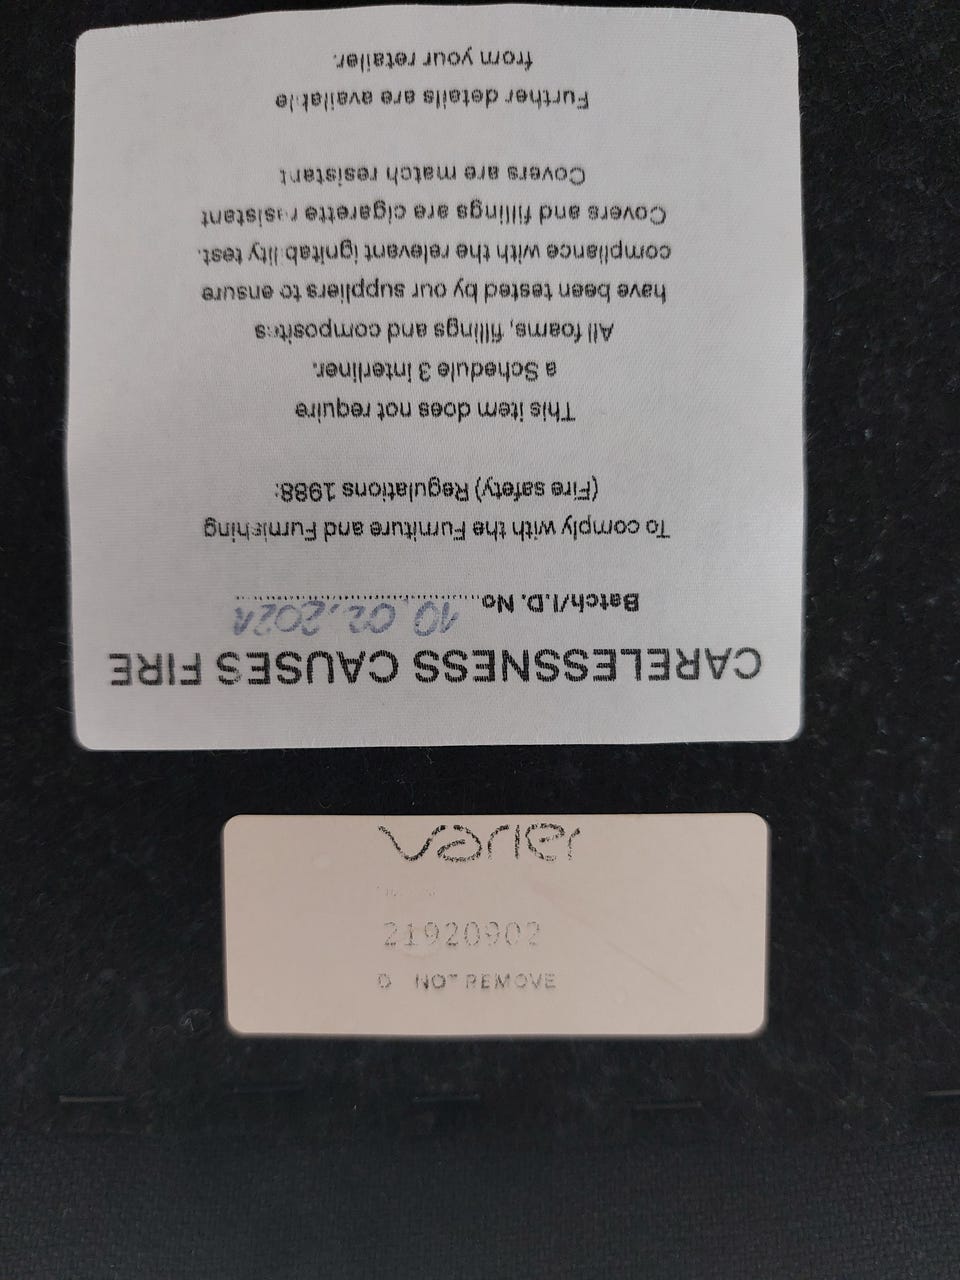 CARELESSNESS CAUSES FIRE
Batch/I.D. No. 10.02.2021
To comply with the Furniture and Furnishing
(Fire safety) Regulations 1988:
This item does not require
a Schedule 3 interliner.
All foams, fillings and composites
have been tested by our suppliers to ensure
compliance with the relevant ignitability test.
Covers and fillings are cigarette resistant
Covers are match resistant
Further details are available
from your retailer.
varier
21920902
NOT REMOVE